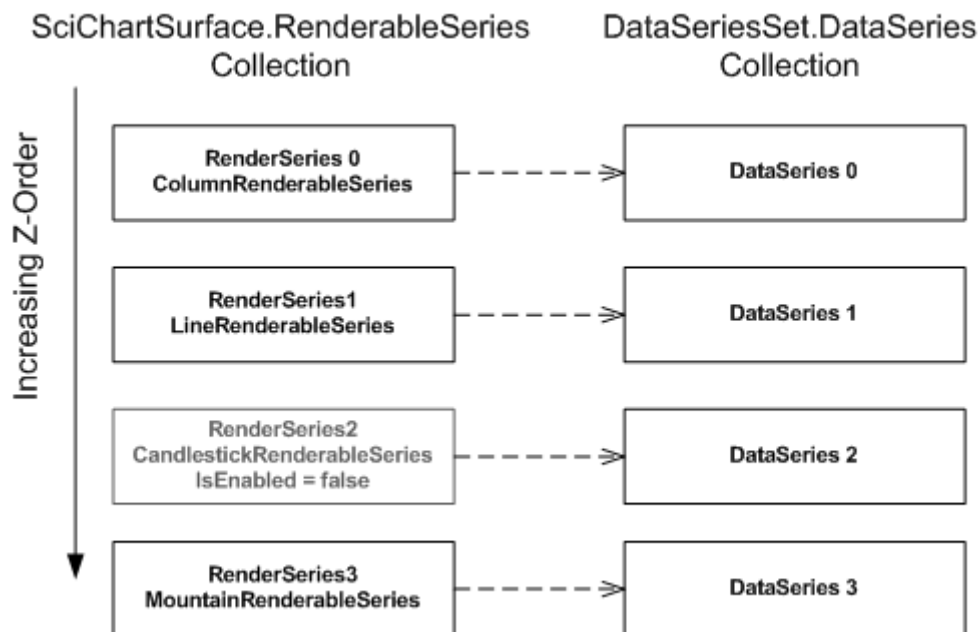 SciChartSurface.RenderableSeries
Collection
DataSeriesSet.DataSeries
Collection
Increasing Z-Order
RenderSeries 0
ColumnRenderableSeries
DataSeries 0
RenderSeries1
LineRenderableSeries
DataSeries 1
RenderSeries2
CandlestickRenderableSeries
IsEnabled = false
DataSeries 2
RenderSeries3
MountainRenderableSeries
DataSeries 3